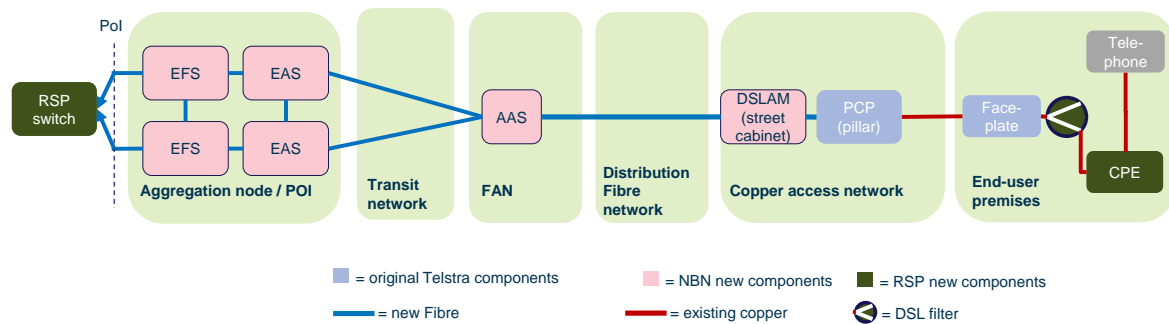 PoI
RSP
switch
EFS
EAS
EFS
EAS
Aggregation node / POI
Transit
network
AAS
FAN
Distribution
Fibre
network
DSLAM
(street
cabinet)
PCP
(pillar)
Copper access network
Face-
plate
Tele-
phone
CPE
End-user
premises
= original Telstra components
= NBN new components
= RSP new components
= new Fibre
= existing copper
= DSL filter